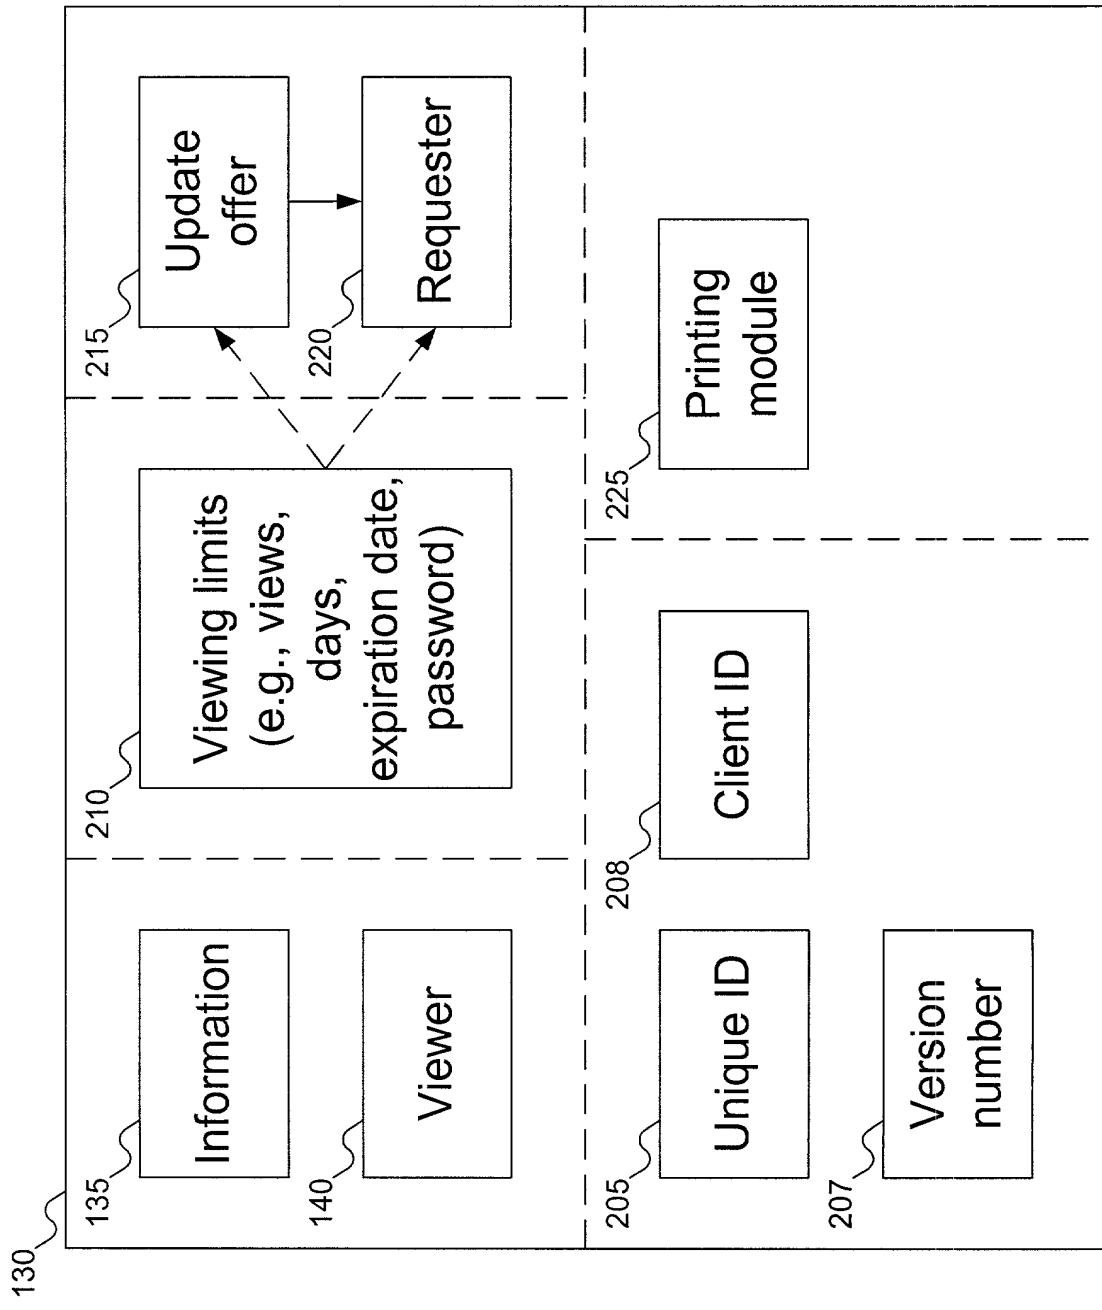 130
135
Information
140
Viewer
210
Viewing limits
(e.g., views,
days,
expiration date,
password)
215
Update
offer
220
Requester
205
Unique ID
207
Version
number
208
Client ID
225
Printing
module